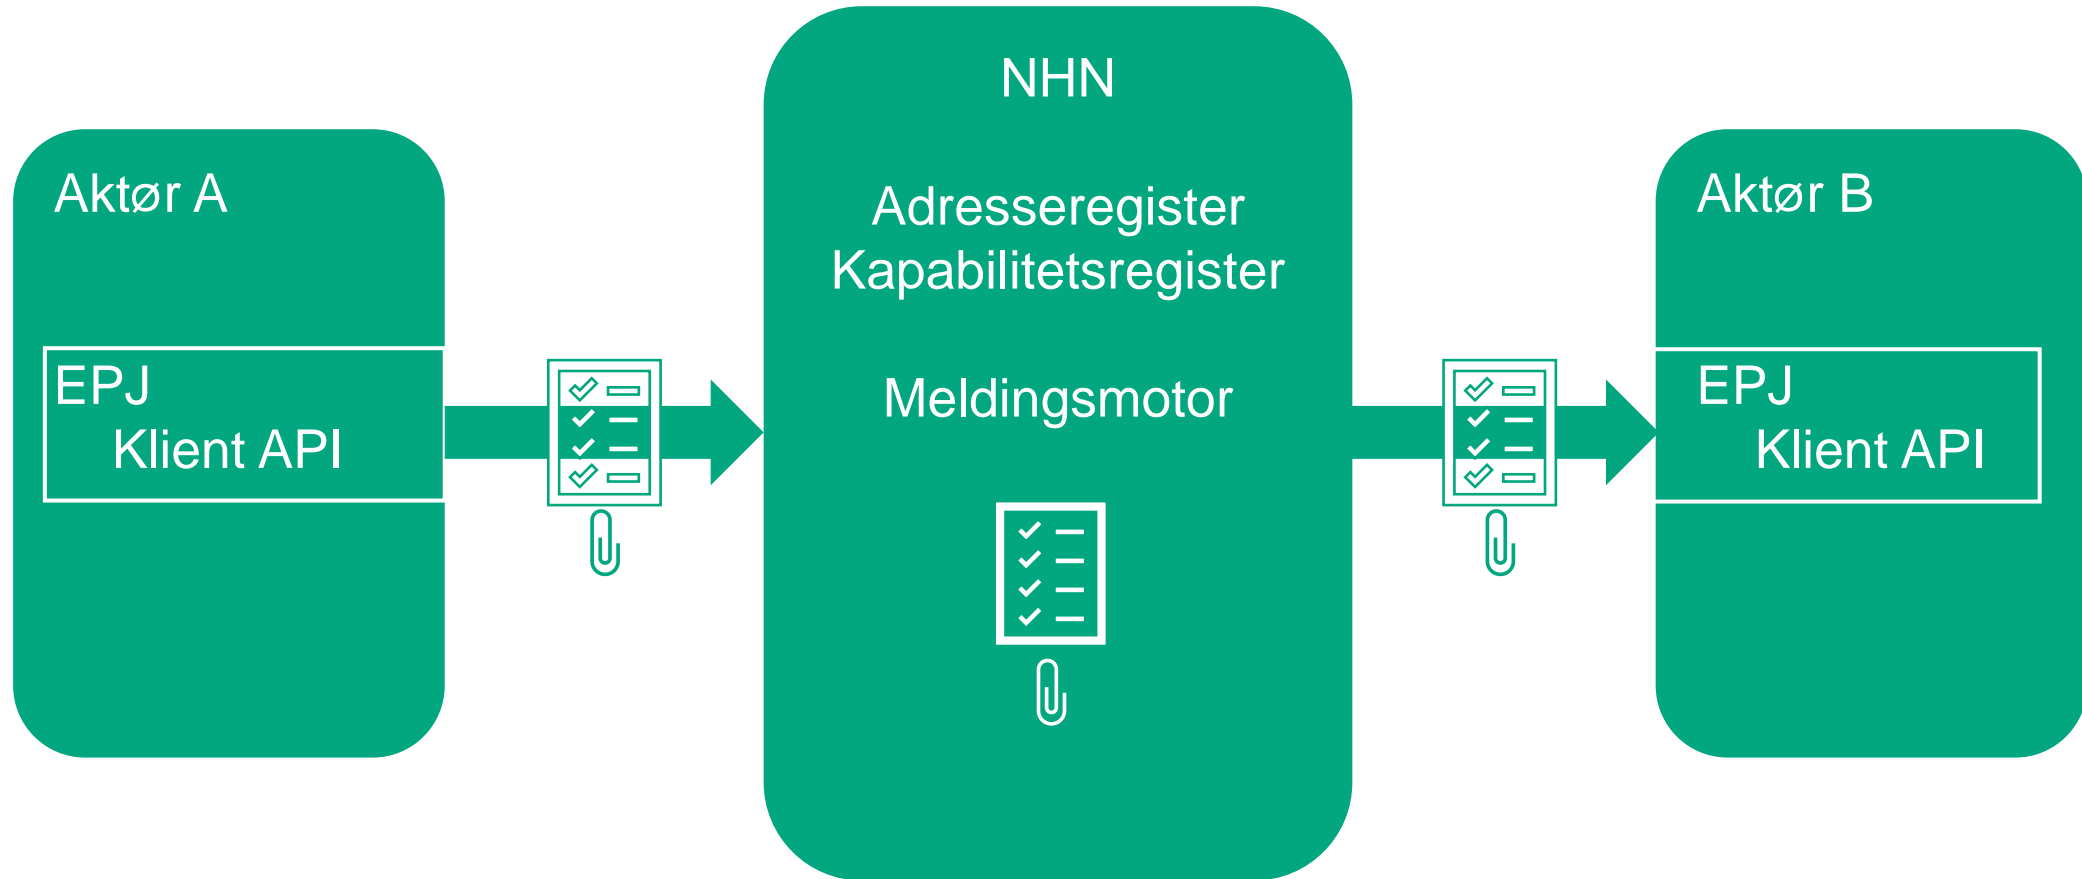 Aktør A
EPJ
Klient API
NHN
Adresseregister
Kapabilitetsregister
Meldingsmotor
Aktør B
EPJ
Klient API